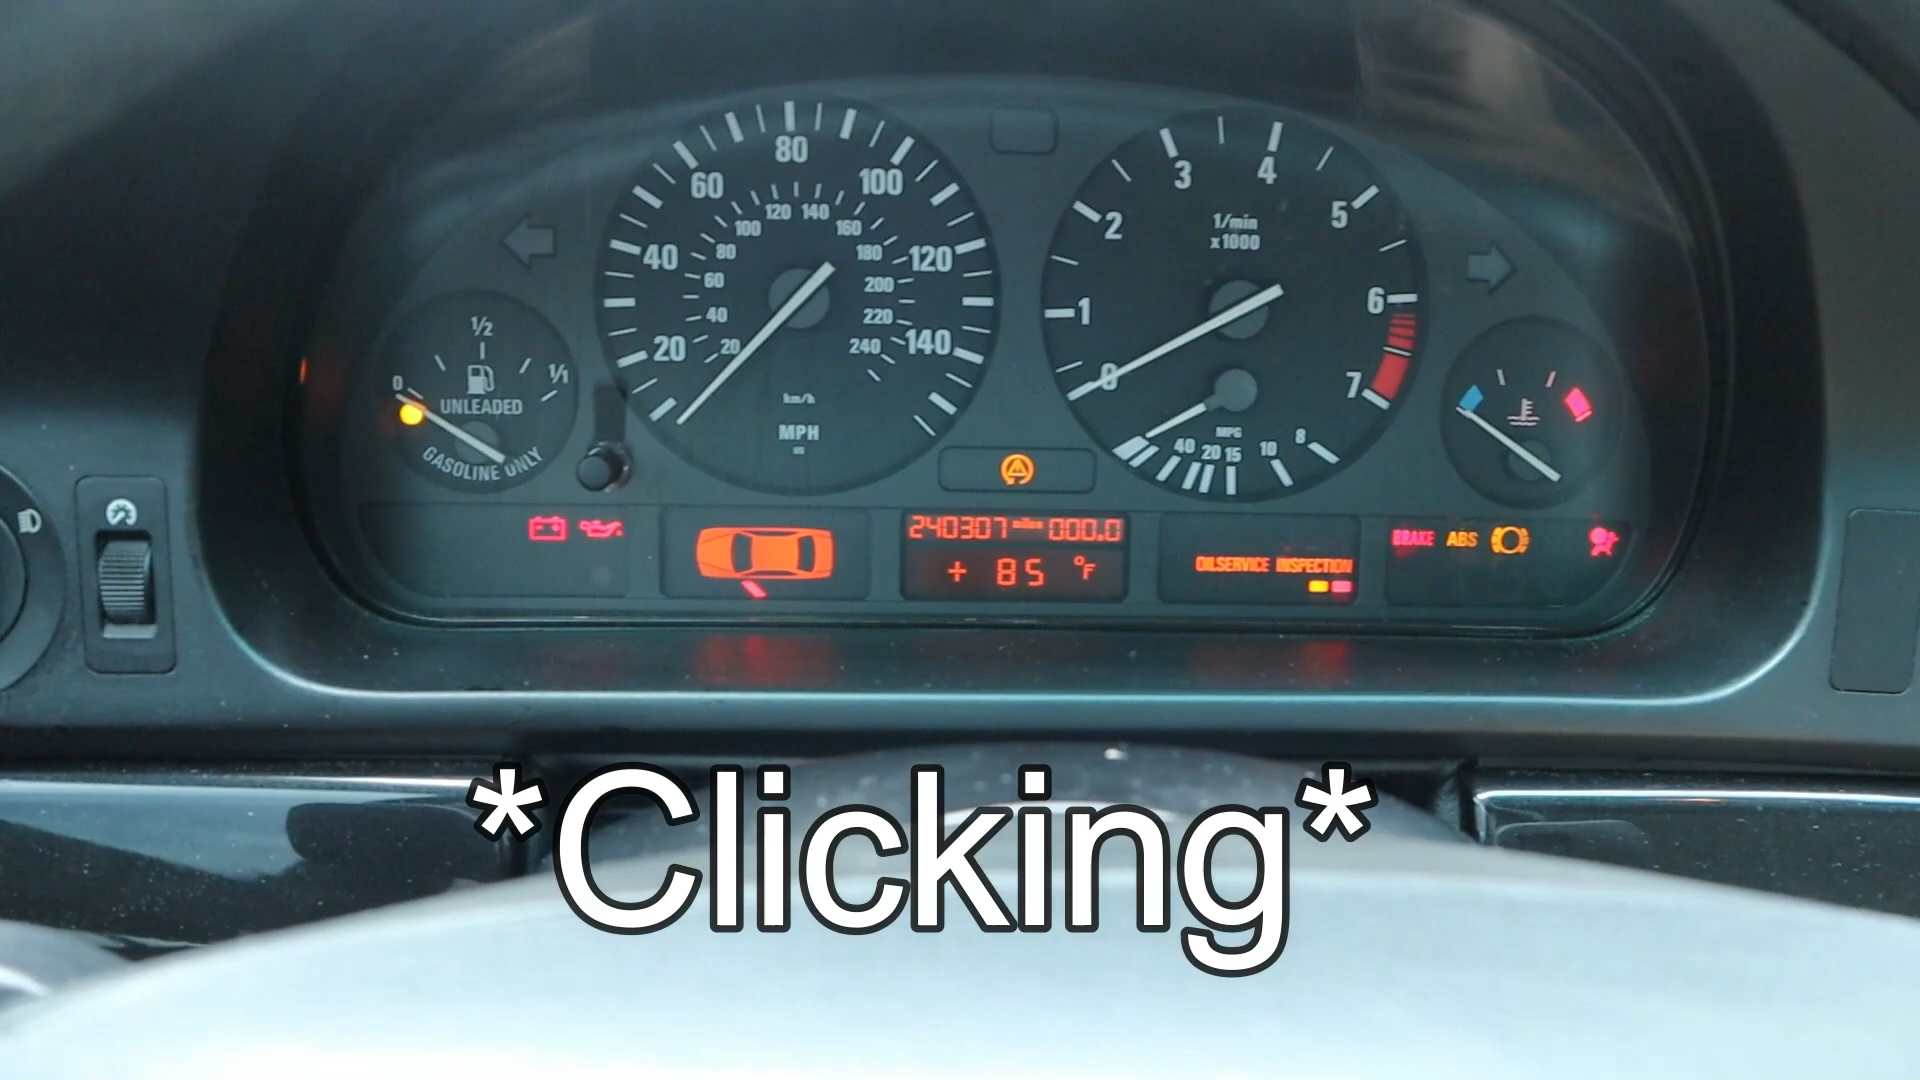 80
60
100
120 140
100
160
40
80
180
120
60
200
40
220
20
20
240
140
km/h
MPH
3
4
2
5
1/min
x1000
1
6
0
7
MPG
40 20 15 10 8
1/2
0
1/1
UNLEADED
GASOLINE ONLY
240307 miles 000.0
+ 85 °F
OILSERVICE INSPECTION
BRAKE ABS
*Clicking*